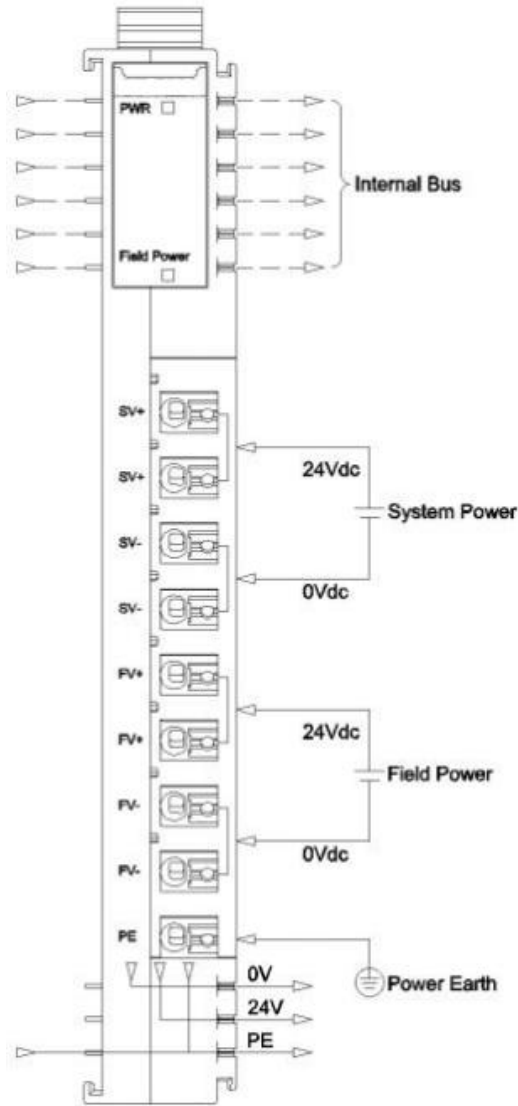 PWR
Internal Bus
Field Power
SV+
24Vdc
SV+
System Power
SV-
0Vdc
SV-
FV+
24Vdc
FV+
Field Power
FV-
0Vdc
FV-
PE
0V
Power Earth
24V
PE